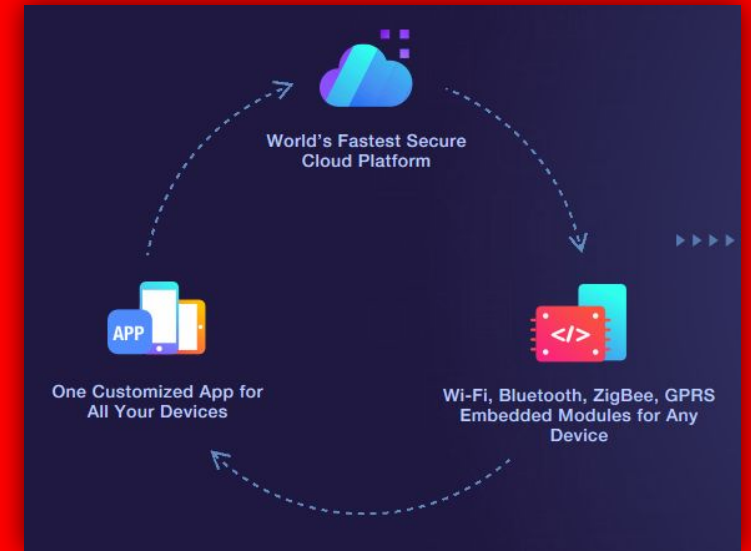 World's Fastest Secure
Cloud Platform
APP
</>
One Customized App for
All Your Devices
Wi-Fi, Bluetooth, ZigBee, GPRS
Embedded Modules for Any
Device